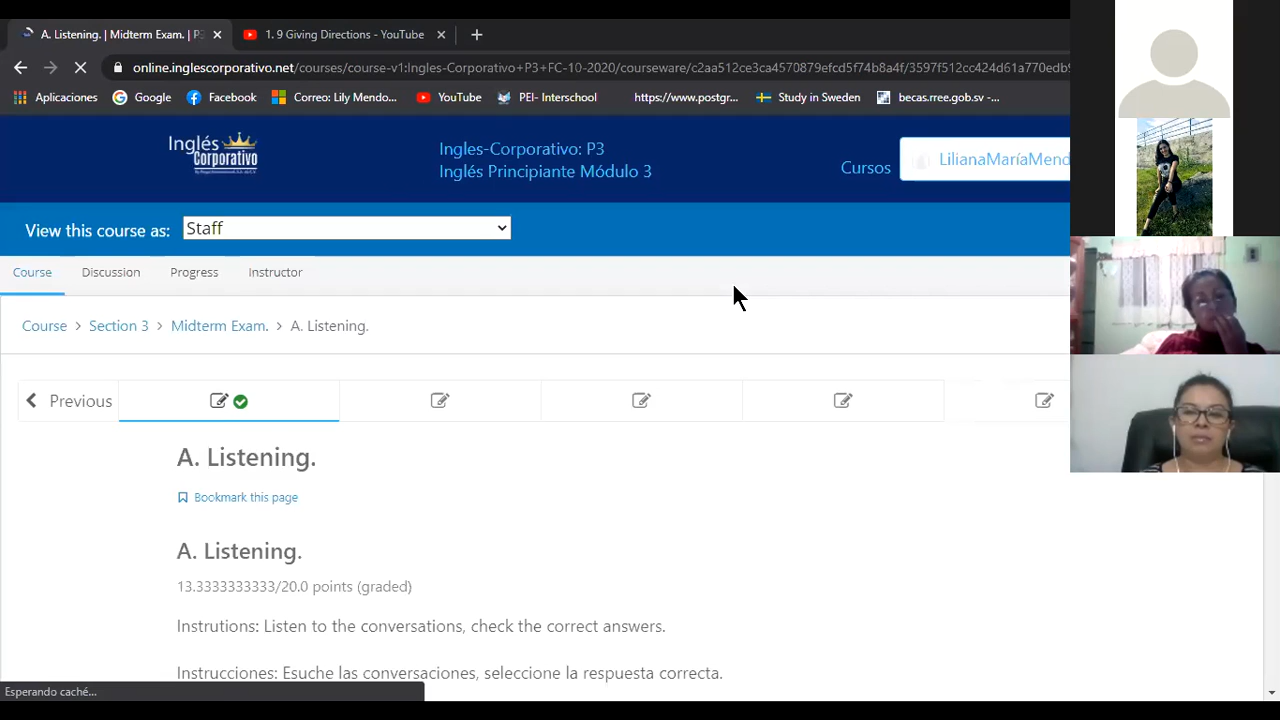 A. Listening. | Midterm Exam. | P3
1. 9 Giving Directions - YouTube
online.inglescorporativo.net/courses/course-v1:Ingles-Corporativo+P3+FC-10-2020/courseware/c2aa512ce3ca4570879efcd5f74b8a4f/3597f512cc424d61a770edb9
Aplicaciones Google Facebook Correo: Lily Mendo... YouTube PEI- Interschool https://www.postgr... Study in Sweden becas.rree.gob.sv -...
Inglés
Corporativo
Ingles-Corporativo: P3
Inglés Principiante Módulo 3
Cursos
LilianaMaríaMend
View this course as: Staff
Course Discussion Progress Instructor
Course > Section 3 > Midterm Exam. > A. Listening.
Previous
A. Listening.
Bookmark this page
A. Listening.
13.3333333333/20.0 points (graded)
Instrutions: Listen to the conversations, check the correct answers.
Instrucciones: Esuche las conversaciones, seleccione la respuesta correcta.
Esperando caché...